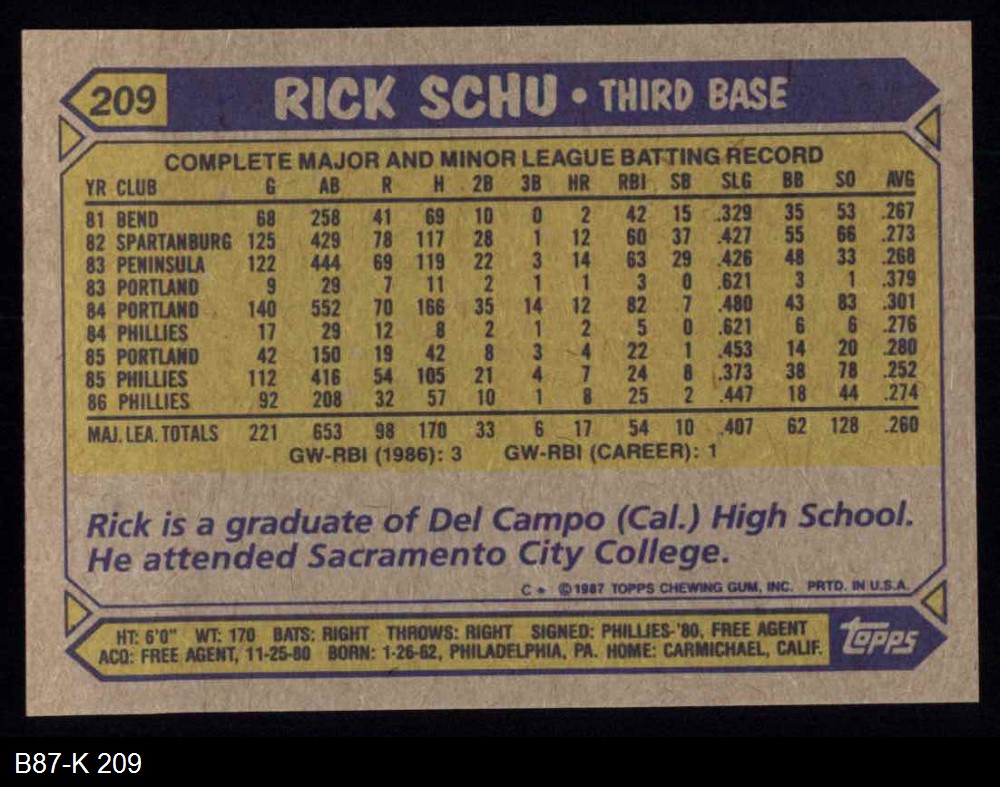 209 RICK SCHU • THIRD BASE
COMPLETE MAJOR AND MINOR LEAGUE BATTING RECORD
YR CLUB G AB R H 2B 3B HR RBI SB SLG BB SO AVG
81 BEND 68 258 41 69 10 0 2 42 15 .329 35 53 .267
82 SPARTANBURG 125 429 78 117 28 1 12 60 37 .427 55 66 .273
83 PENINSULA 122 444 69 119 22 3 14 63 29 .426 48 33 .268
83 PORTLAND 9 29 7 11 2 1 1 3 0 .621 3 1 .379
84 PORTLAND 140 552 70 166 35 14 12 82 7 .480 43 83 .301
84 PHILLIES 17 29 12 8 2 1 2 5 0 .621 6 6 .276
85 PORTLAND 42 150 19 42 8 3 4 22 1 .453 14 20 .280
85 PHILLIES 112 416 54 105 21 4 7 24 8 .373 38 78 .252
86 PHILLIES 92 208 32 57 10 1 8 25 2 .447 18 44 .274
MAJ. LEA. TOTALS 221 653 98 170 33 6 17 54 10 .407 62 128 .260
GW-RBI (1986): 3 GW-RBI (CAREER): 1
Rick is a graduate of Del Campo (Cal.) High School.
He attended Sacramento City College.
C * © 1987 TOPPS CHEWING GUM, INC. PRTD. IN U.S.A.
HT: 6'0" WT: 170 BATS: RIGHT THROWS: RIGHT SIGNED: PHILLIES-'80, FREE AGENT
ACQ: FREE AGENT, 11-25-80 BORN: 1-26-62, PHILADELPHIA, PA. HOME: CARMICHAEL, CALIF.
topps
B87-K 209